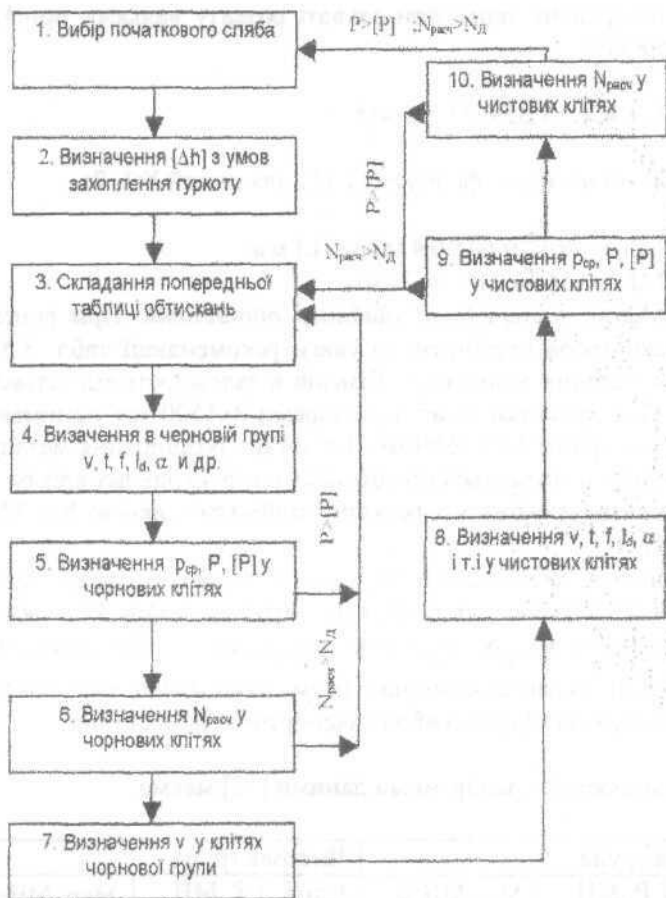 1. Вибір початкового сляба
P>[P] ;Nрасч>NД
10. Визначення Nрасч у
чистових клітях
2. Визначення [Δh] з умов
захоплення гуркоту
P>[P]
Nрасч>NД
9. Визначення pср, P, [P]
у чистових клітях
3. Складання попередньої
таблиці обтискань
4. Визачення в черновій групі
v, t, f, ld, α и др.
P>[P]
8. Визначення v, t, f, ld, α
і т.і у чистових клітях
5. Визначення pср, P, [P] у
чорнових клітях
Nрасч>NД
6. Визначення Nрасч у
чорнових клітях
7. Визначення v у клітях
чорнової групи